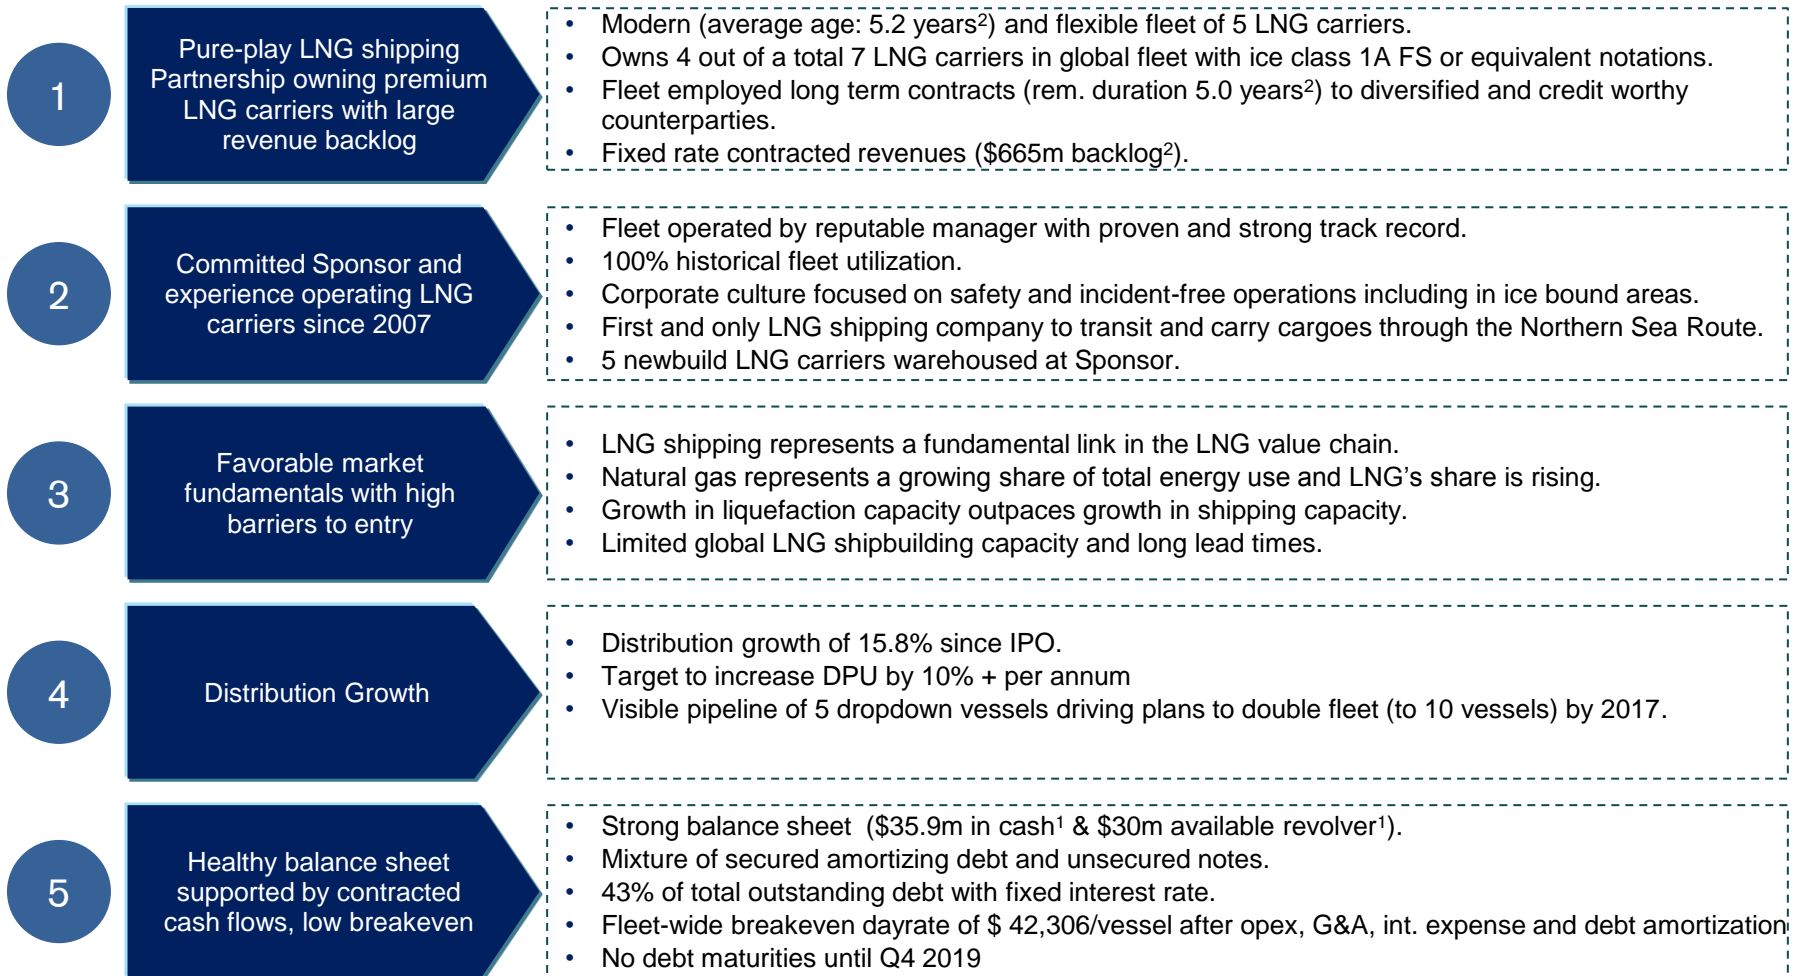 1
Pure-play LNG shipping
Partnership owning premium
LNG carriers with large
revenue backlog
• Modern (average age: 5.2 years²) and flexible fleet of 5 LNG carriers.
• Owns 4 out of a total 7 LNG carriers in global fleet with ice class 1A FS or equivalent notations.
• Fleet employed long term contracts (rem. duration 5.0 years²) to diversified and credit worthy
counterparties.
• Fixed rate contracted revenues ($665m backlog²).
2
Committed Sponsor and
experience operating LNG
carriers since 2007
• Fleet operated by reputable manager with proven and strong track record.
• 100% historical fleet utilization.
• Corporate culture focused on safety and incident-free operations including in ice bound areas.
• First and only LNG shipping company to transit and carry cargoes through the Northern Sea Route.
• 5 newbuild LNG carriers warehoused at Sponsor.
3
Favorable market
fundamentals with high
barriers to entry
• LNG shipping represents a fundamental link in the LNG value chain.
• Natural gas represents a growing share of total energy use and LNG’s share is rising.
• Growth in liquefaction capacity outpaces growth in shipping capacity.
• Limited global LNG shipbuilding capacity and long lead times.
4
Distribution Growth
• Distribution growth of 15.8% since IPO.
• Target to increase DPU by 10% + per annum
• Visible pipeline of 5 dropdown vessels driving plans to double fleet (to 10 vessels) by 2017.
5
Healthy balance sheet
supported by contracted
cash flows, low breakeven
• Strong balance sheet  ($35.9m in cash¹ & $30m available revolver¹).
• Mixture of secured amortizing debt and unsecured notes.
• 43% of total outstanding debt with fixed interest rate.
• Fleet-wide breakeven dayrate of $ 42,306/vessel after opex, G&A, int. expense and debt amortization
• No debt maturities until Q4 2019